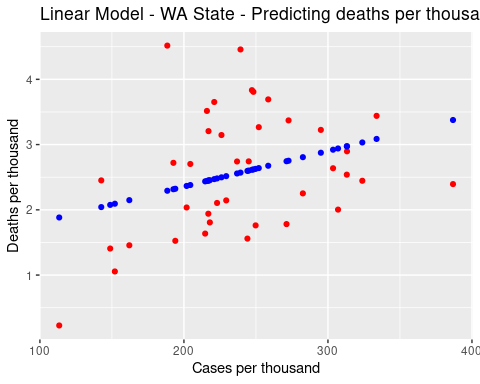 Linear Model - WA State - Predicting deaths per thousa
4
3
2
1
100
200
300
400
Deaths per thousand
Cases per thousand